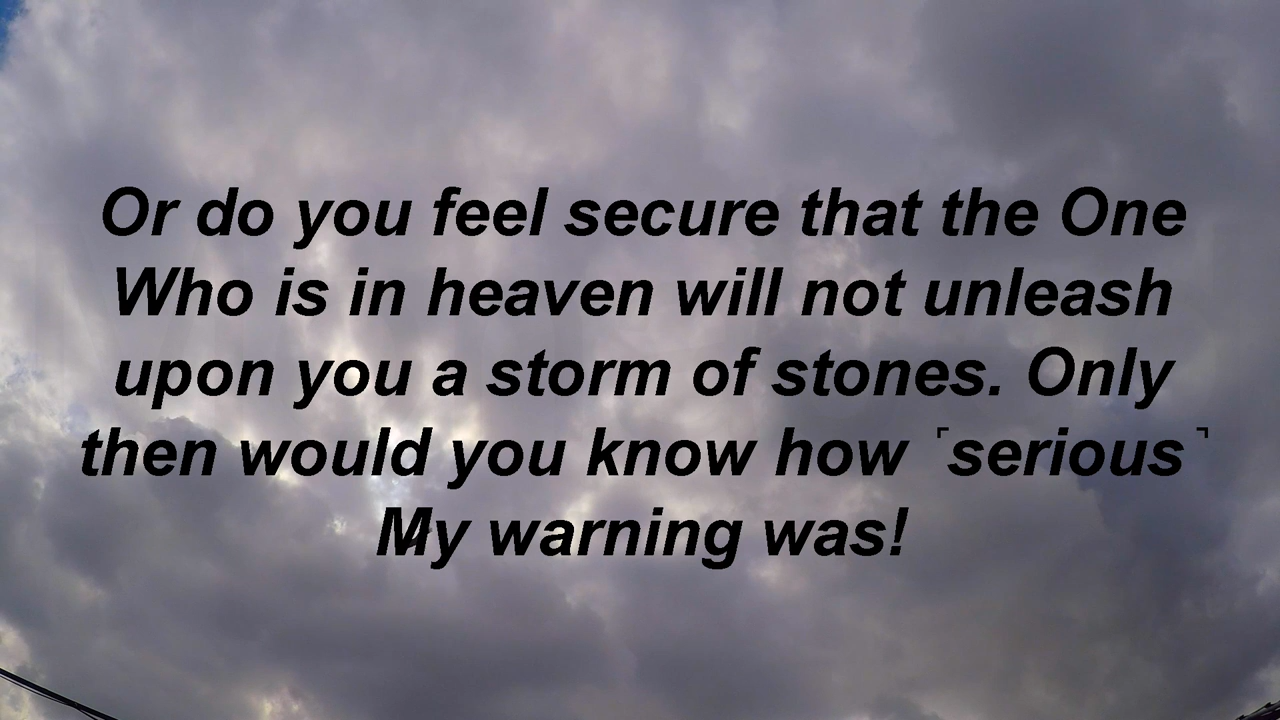 Or do you feel secure that the One
Who is in heaven will not unleash
upon you a storm of stones. Only
then would you know how ˹serious˺
My warning was!